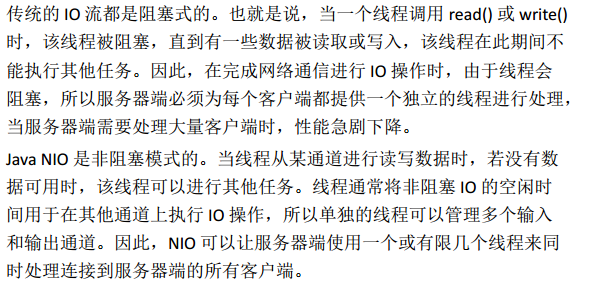 传统的 IO 流都是阻塞式的。也就是说，当一个线程调用 read() 或 write()
时，该线程被阻塞，直到有一些数据被读取或写入，该线程在此期间不
能执行其他任务。因此，在完成网络通信进行 IO 操作时，由于线程会
阻塞，所以服务器端必须为每个客户端都提供一个独立的线程进行处理，
当服务器端需要处理大量客户端时，性能急剧下降。
Java NIO 是非阻塞模式的。当线程从某通道进行读写数据时，若没有数
据可用时，该线程可以进行其他任务。线程通常将非阻塞 IO 的空闲时
间用于在其他通道上执行 IO 操作，所以单独的线程可以管理多个输入
和输出通道。因此，NIO 可以让服务器端使用一个或有限几个线程来同
时处理连接到服务器端的所有客户端。